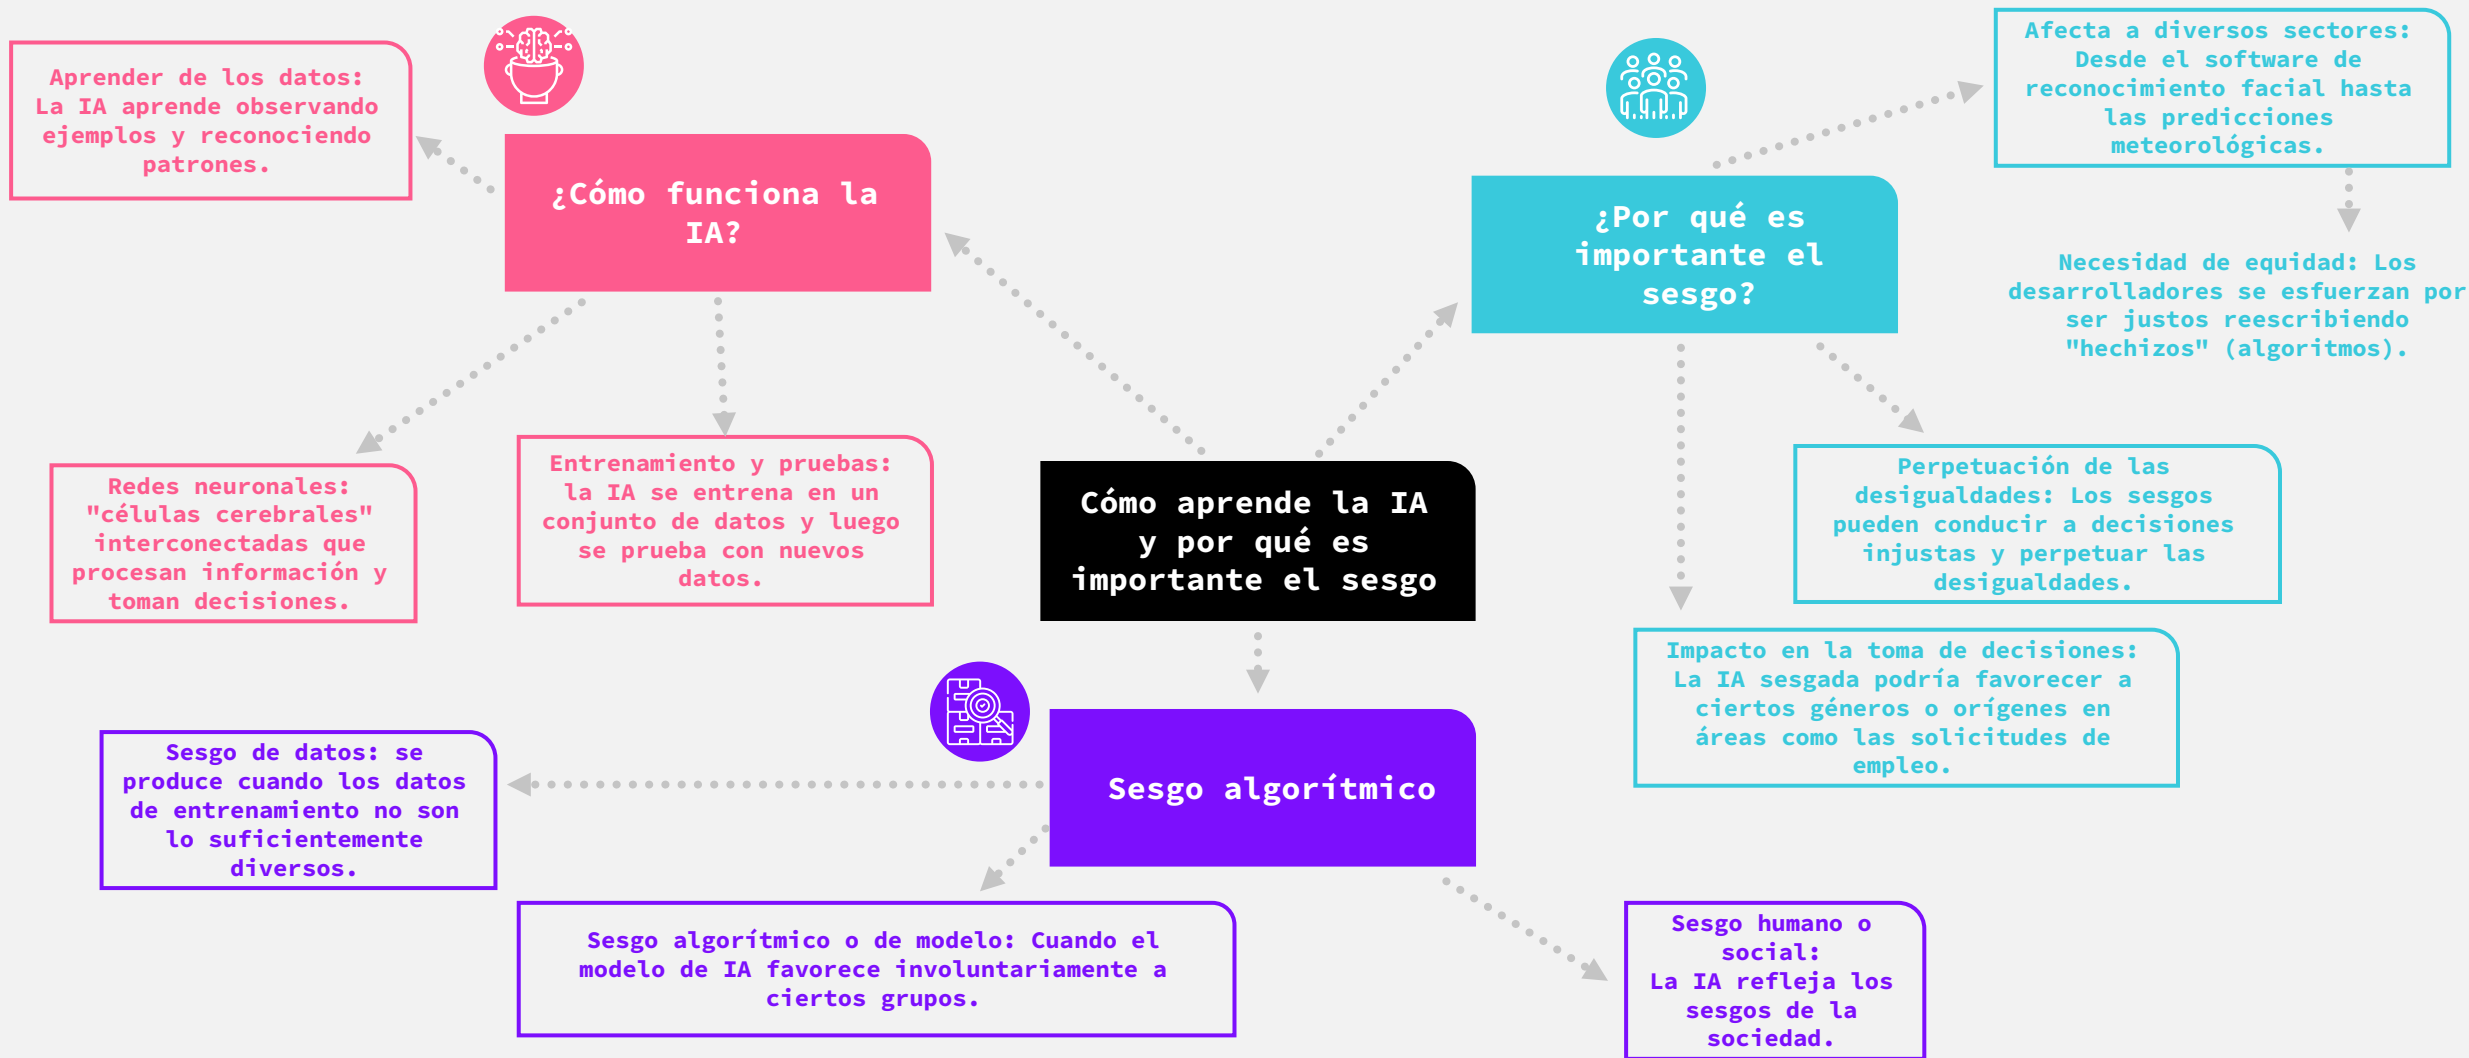 Aprender de los datos:
La IA aprende observando
ejemplos y reconociendo
patrones.
¿Cómo funciona la
IA?
Redes neuronales:
"células cerebrales"
interconectadas que
procesan información y
toman decisiones.
Entrenamiento y pruebas:
la IA se entrena en un
conjunto de datos y luego
se prueba con nuevos
datos.
Cómo aprende la IA
y por qué es
importante el sesgo
¿Por qué es
importante el
sesgo?
Afecta a diversos sectores:
Desde el software de
reconocimiento facial hasta
las predicciones
meteorológicas.
Necesidad de equidad: Los
desarrolladores se esfuerzan por
ser justos reescribiendo
"hechizos" (algoritmos).
Perpetuación de las
desigualdades: Los sesgos
pueden conducir a decisiones
injustas y perpetuar las
desigualdades.
Impacto en la toma de decisiones:
La IA sesgada podría favorecer a
ciertos géneros o orígenes en
áreas como las solicitudes de
empleo.
Sesgo algorítmico
Sesgo de datos: se
produce cuando los datos
de entrenamiento no son
lo suficientemente
diversos.
Sesgo algorítmico o de modelo: Cuando el
modelo de IA favorece involuntariamente a
ciertos grupos.
Sesgo humano o
social:
La IA refleja los
sesgos de la
sociedad.